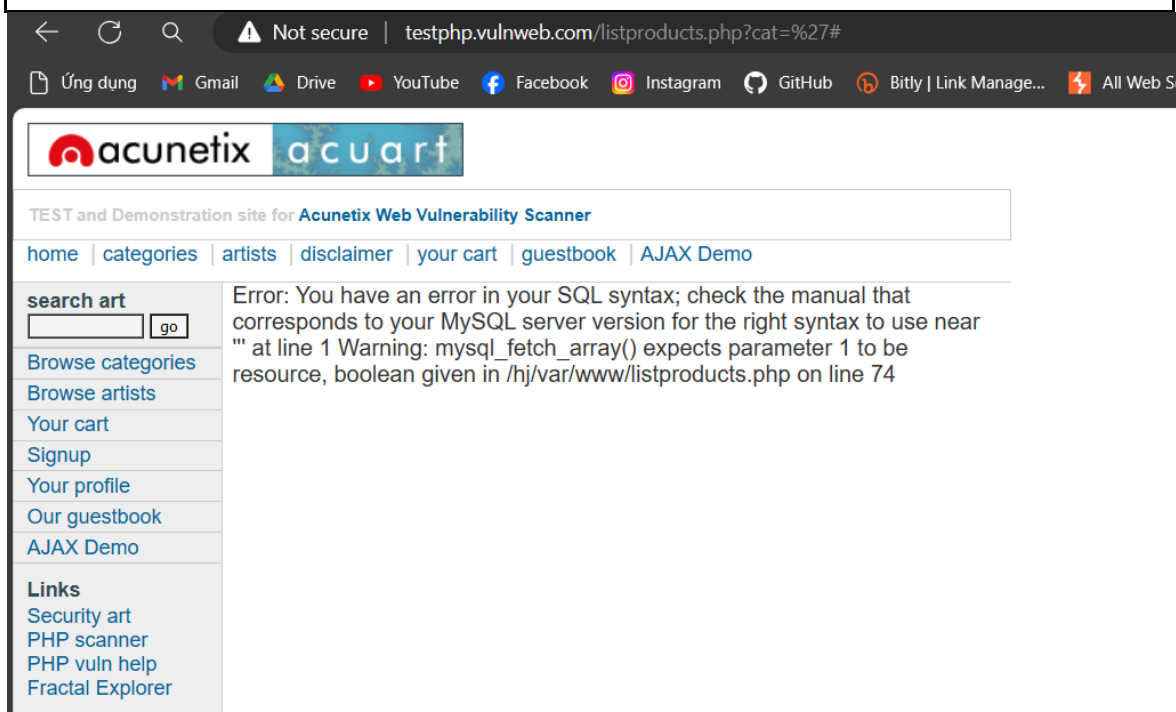 Not secure | testphp.vulnweb.com/listproducts.php?cat=%27#
Ứng dụng Gmail Drive YouTube Facebook Instagram GitHub Bitly | Link Manage... All Web S
acunetix acuart
TEST and Demonstration site for Acunetix Web Vulnerability Scanner
home | categories | artists | disclaimer | your cart | guestbook | AJAX Demo
search art
go
Browse categories
Browse artists
Your cart
Signup
Your profile
Our guestbook
AJAX Demo
Links
Security art
PHP scanner
PHP vuln help
Fractal Explorer
Error: You have an error in your SQL syntax; check the manual that
corresponds to your MySQL server version for the right syntax to use near
''' at line 1 Warning: mysql_fetch_array() expects parameter 1 to be
resource, boolean given in /hj/var/www/listproducts.php on line 74